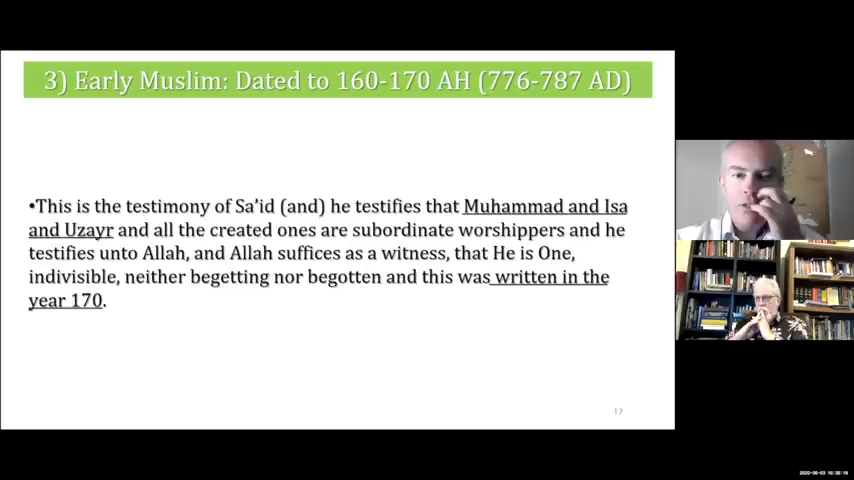 3) Early Muslim: Dated to 160-170 AH (776-787 AD)
•This is the testimony of Sa'id (and) he testifies that Muhammad and Isa
and Uzayr and all the created ones are subordinate worshippers and he
testifies unto Allah, and Allah suffices as a witness, that He is One,
indivisible, neither begetting nor begotten and this was written in the
year 170.
17